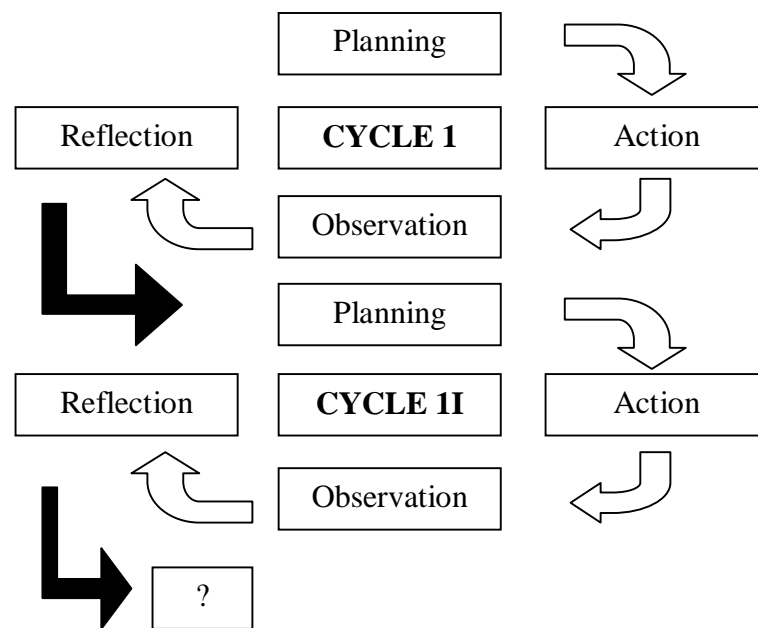 Planning
Reflection
CYCLE 1
Action
Observation
Planning
Reflection
CYCLE 1I
Action
Observation
?